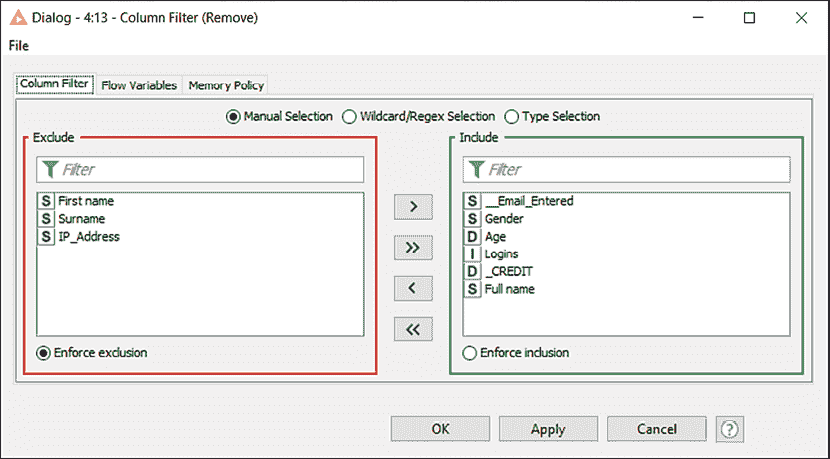 Dialog - 4:13 - Column Filter (Remove)
File
Column Filter Flow Variables Memory Policy
Manual Selection Wildcard/Regex Selection Type Selection
Exclude
Filter
S First name
S Surname
S IP_Address
Enforce exclusion
>
>>
<
<<
Include
Filter
S __Email_Entered
S Gender
D Age
I Logins
D _CREDIT
S Full name
Enforce inclusion
OK Apply Cancel ?